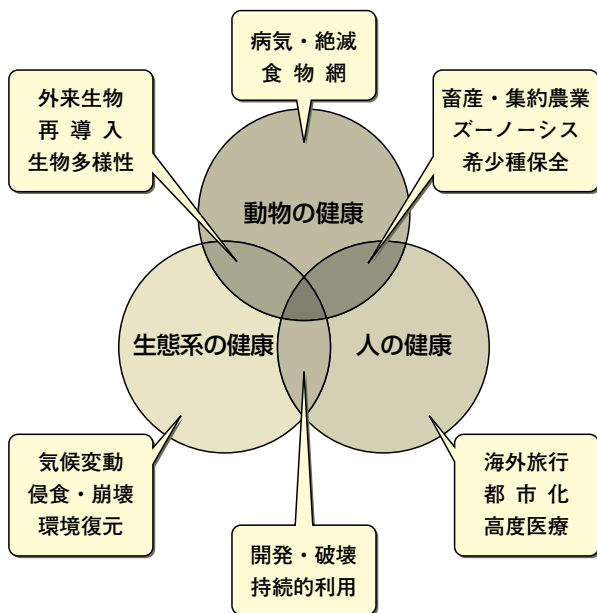 病気・絶滅
食物網
外来生物
再導入
生物多様性
畜産・集約農業
ズーノーシス
希少種保全
動物の健康
生態系の健康
人の健康
気候変動
侵食・崩壊
環境復元
開発・破壊
持続的利用
海外旅行
都市化
高度医療